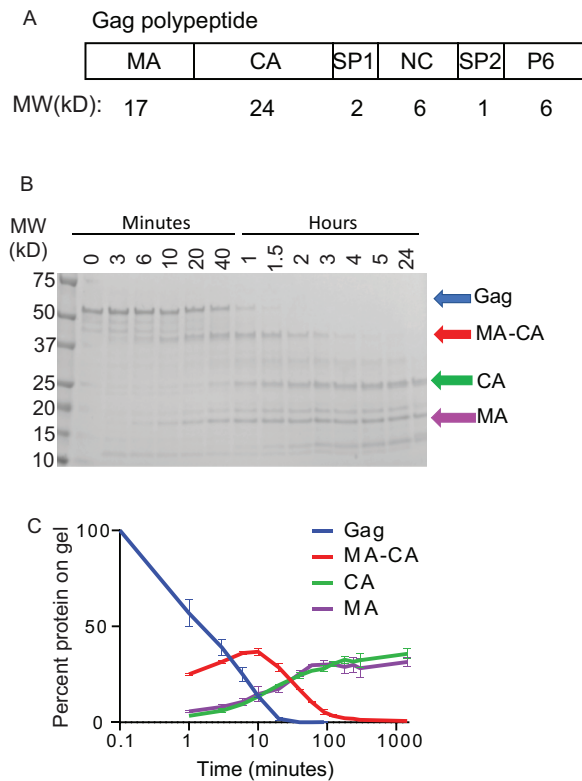 A
Gag polypeptide
MA CA SP1 NC SP2 P6
MW(kD): 17 24 2 6 1 6
B
Minutes Hours
MW
(kD)
0 3 6 10 20 40 1 1.5 2 3 4 5 24
75
50
37
25
20
15
10
Gag
MA-CA
CA
MA
C
Percent protein on gel
100
50
0
Gag
MA-CA
CA
MA
0.1 1 10 100 1000
Time (minutes)